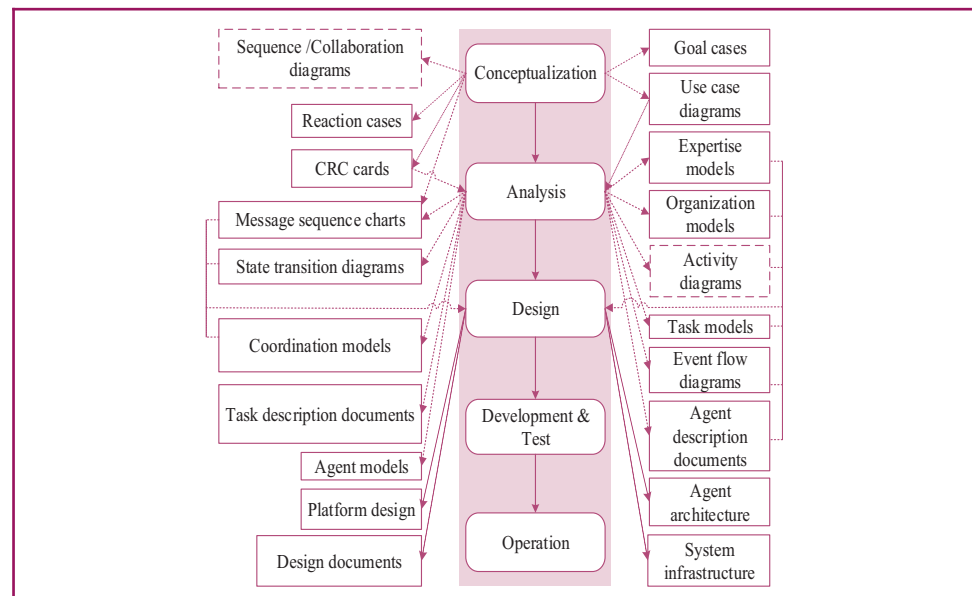 Sequence /Collaboration
diagrams
Reaction cases
CRC cards
Message sequence charts
State transition diagrams
Coordination models
Task description documents
Agent models
Platform design
Design documents
Conceptualization
Analysis
Design
Development &
Test
Operation
Goal cases
Use case
diagrams
Expertise
models
Organization
models
Activity
diagrams
Task models
Event flow
diagrams
Agent
description
documents
Agent
architecture
System
infrastructure